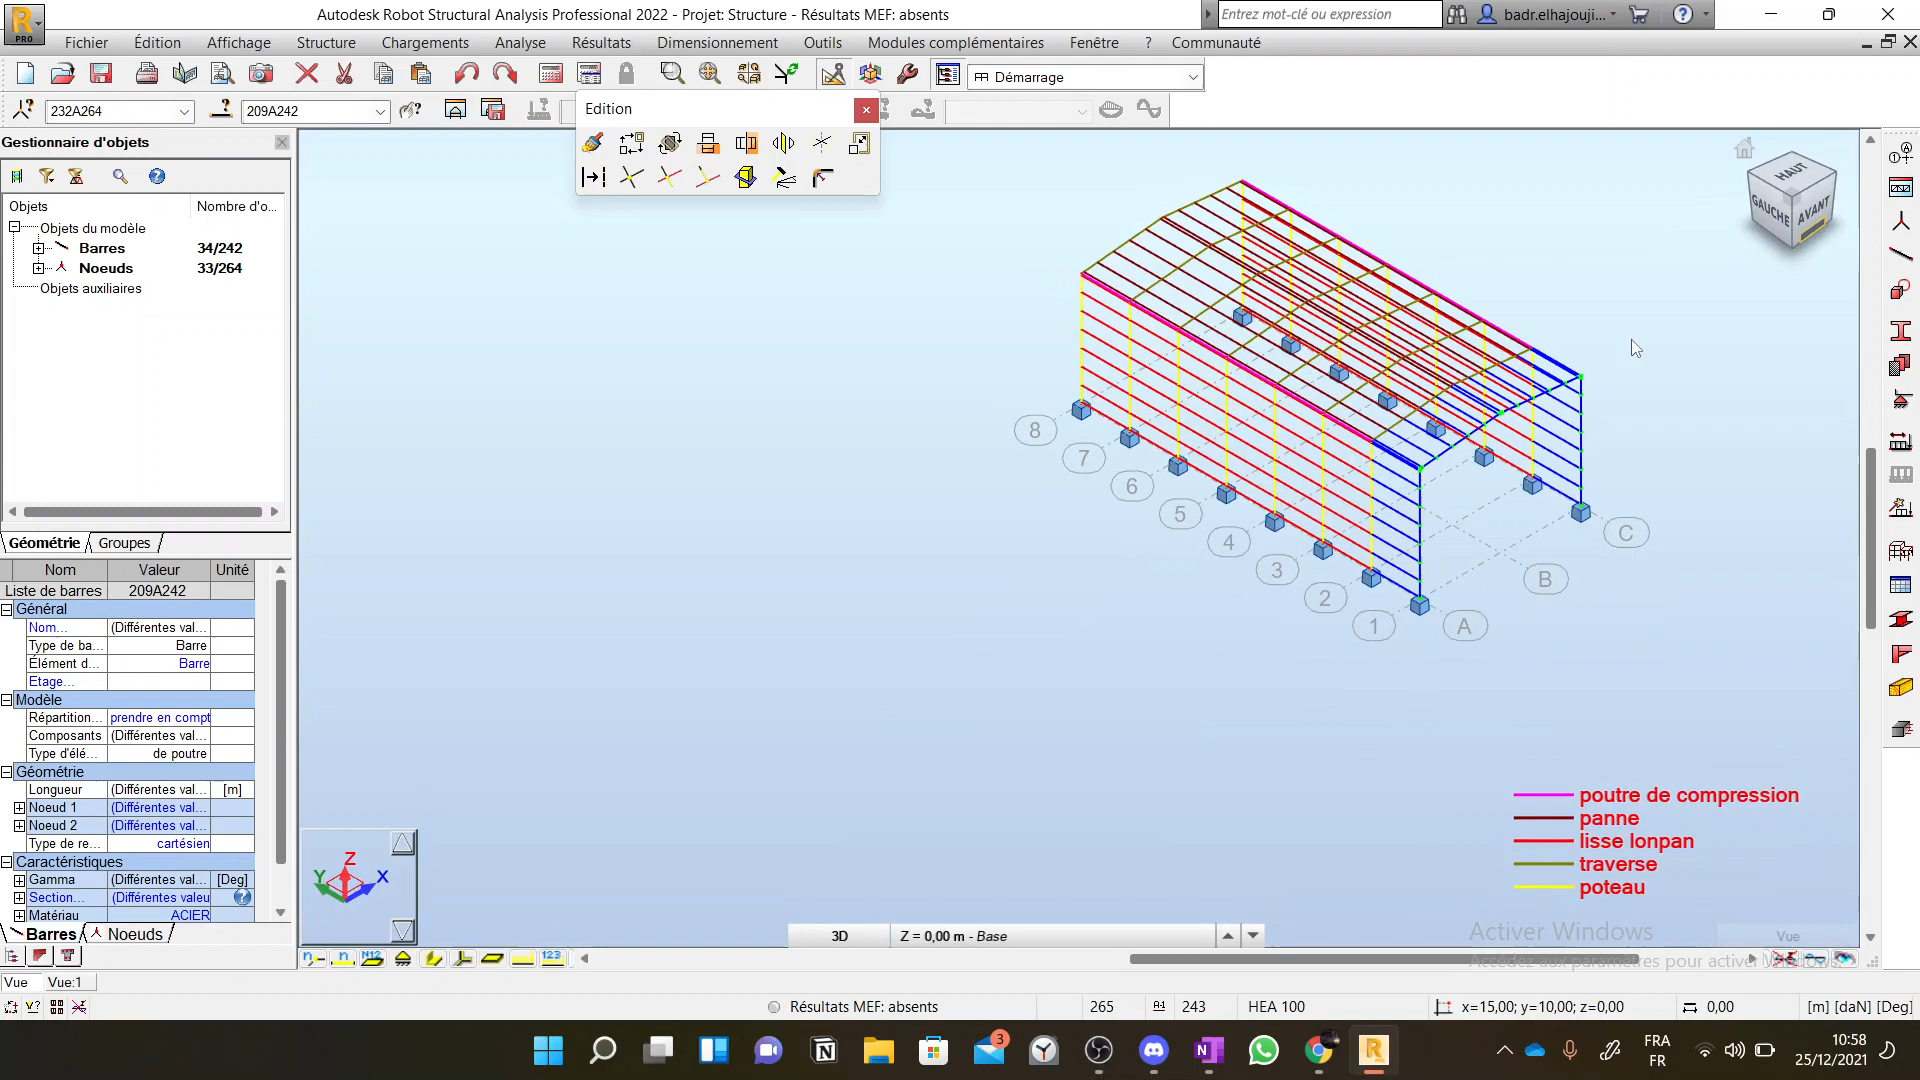 Autodesk Robot Structural Analysis Professional 2022 - Projet: Structure - Résultats MEF: absents
Entrez mot-clé ou expression
badr.elhajouji...
PRO
Fichier Édition Affichage Structure Chargements Analyse Résultats Dimensionnement Outils Modules complémentaires Fenêtre ? Communauté
Démarrage
232A264
209A242
Edition
Gestionnaire d'objets
Objets Nombre d'o...
Objets du modèle
Barres 34/242
Noeuds 33/264
Objets auxiliaires
Géométrie Groupes
Nom Valeur Unité
Liste de barres 209A242
Général
Nom... (Différentes val...
Type de ba... Barre
Élément d... Barre
Etage...
Modèle
Répartition... prendre en compt
Composants (Différentes val...
Type d'élé... de poutre
Géométrie
Longueur (Différentes val... [m]
Noeud 1 (Différentes val...
Noeud 2 (Différentes val...
Type de re... cartésien
Caractéristiques
Gamma (Différentes val... [Deg]
Section... (Différentes valeu
Matériau ACIER
Barres Noeuds
HAUT
GAUCHE
AVANT
8
7
6
5
4
3
2
1
A
B
C
poutre de compression
panne
lisse lonpan
traverse
poteau
Z
Y
X
3D Z = 0,00 m - Base
Activer Windows
Accédez aux paramètres pour activer
Vue
Vue Vue:1
Résultats MEF: absents 265 243 HEA 100 x=15,00; y=10,00; z=0,00 0,00 [m] [daN] [Deg]
3
FRA
FR
10:58
25/12/2021